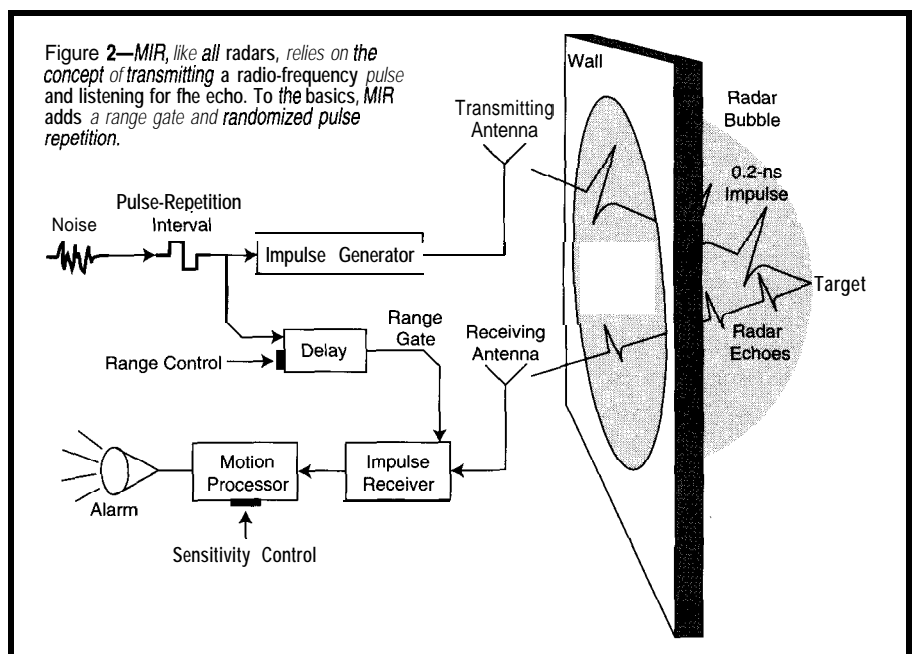 Figure 2—MIR, like all radars, relies on the
concept of transmitting a radio-frequency pulse
and listening for fhe echo. To the basics, MIR
adds a range gate and randomized pulse
repetition.
Wall
Transmitting
Antenna
Radar
Bubble
0.2-ns
Impulse
Pulse-Repetition
Interval
Noise
Impulse Generator
Target
Range
Gate
Receiving
Antenna
Radar
Echoes
Delay
Range Control
Motion
Processor
Impulse
Receiver
Alarm
Sensitivity Control